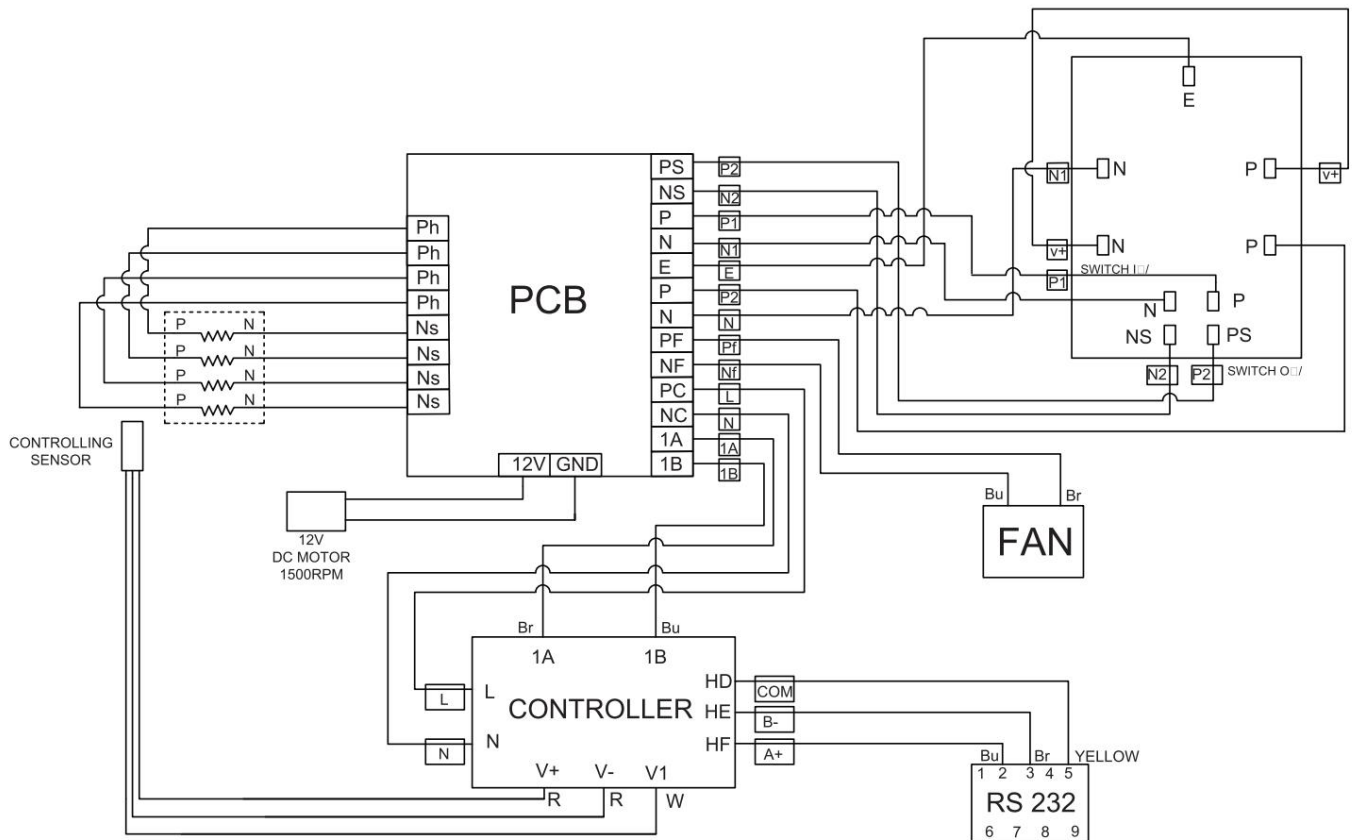 E
PS P2
NS N2
P P1
N N1
E E
P P2
N N
PF Pf
NF Nf
PC L
NC N
1A 1A
1B 1B
PCB
Ph
Ph
Ph
Ph
Ns
Ns
Ns
Ns
P N
P N
P N
P N
12V GND
N1 N P v+
v+ N P
P1 SWITCH I□/
N P
NS PS
N2 P2 SWITCH O□/
CONTROLLING
SENSOR
12V
DC MOTOR
1500RPM
Bu Br
FAN
Br Bu
1A 1B
L L
CONTROLLER
N N
HD COM
HE B-
HF A+
V+ V- V1
R R W
Bu Br YELLOW
1 2 3 4 5
RS 232
6 7 8 9